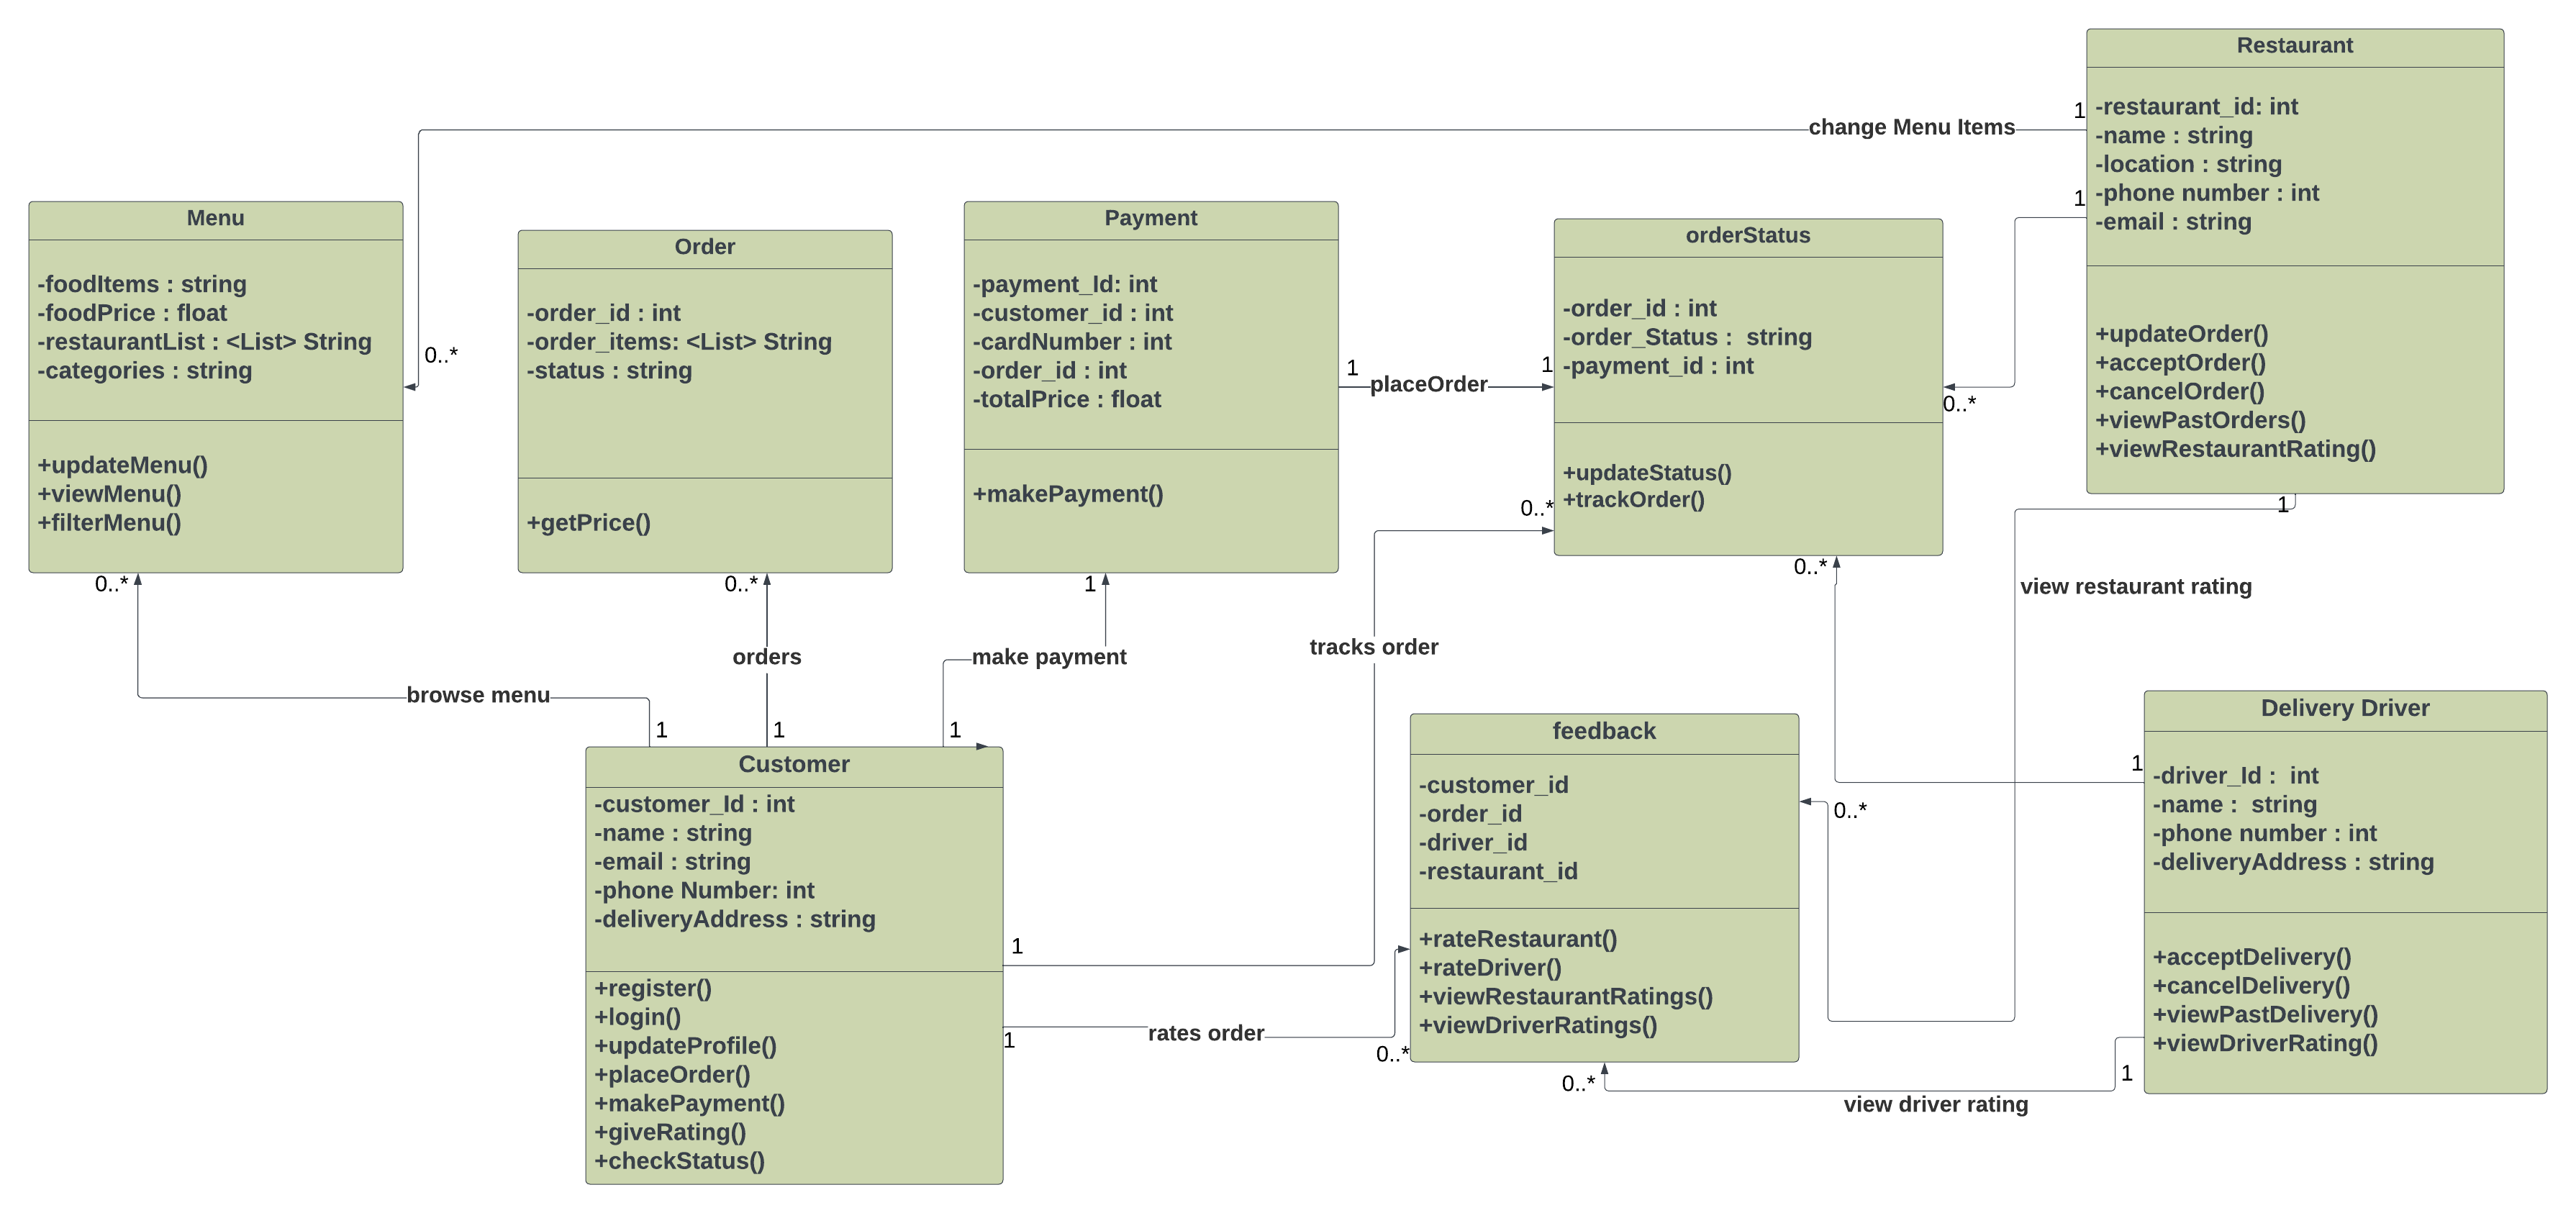 Restaurant
-restaurant_id: int
-name : string
-location : string
-phone number : int
-email : string
+updateOrder()
+acceptOrder()
+cancelOrder()
+viewPastOrders()
+viewRestaurantRating()
1
change Menu Items
0..*
1
0..*
1
view restaurant rating
0..*
Menu
-foodItems : string
-foodPrice : float
-restaurantList : <List> String
-categories : string
+updateMenu()
+viewMenu()
+filterMenu()
0..*
Order
-order_id : int
-order_items: <List> String
-status : string
+getPrice()
0..*
Payment
-payment_Id: int
-customer_id : int
-cardNumber : int
-order_id : int
-totalPrice : float
+makePayment()
1
1
placeOrder
1
orderStatus
-order_id : int
-order_Status :  string
-payment_id : int
+updateStatus()
+trackOrder()
0..*
0..*
browse menu
orders
make payment
tracks order
1
1
1
Customer
-customer_Id : int
-name : string
-email : string
-phone Number: int
-deliveryAddress : string
+register()
+login()
+updateProfile()
+placeOrder()
+makePayment()
+giveRating()
+checkStatus()
1
1
rates order
0..*
feedback
-customer_id
-order_id
-driver_id
-restaurant_id
+rateRestaurant()
+rateDriver()
+viewRestaurantRatings()
+viewDriverRatings()
0..*
view driver rating
1
1
Delivery Driver
-driver_Id :  int
-name :  string
-phone number : int
-deliveryAddress : string
+acceptDelivery()
+cancelDelivery()
+viewPastDelivery()
+viewDriverRating()